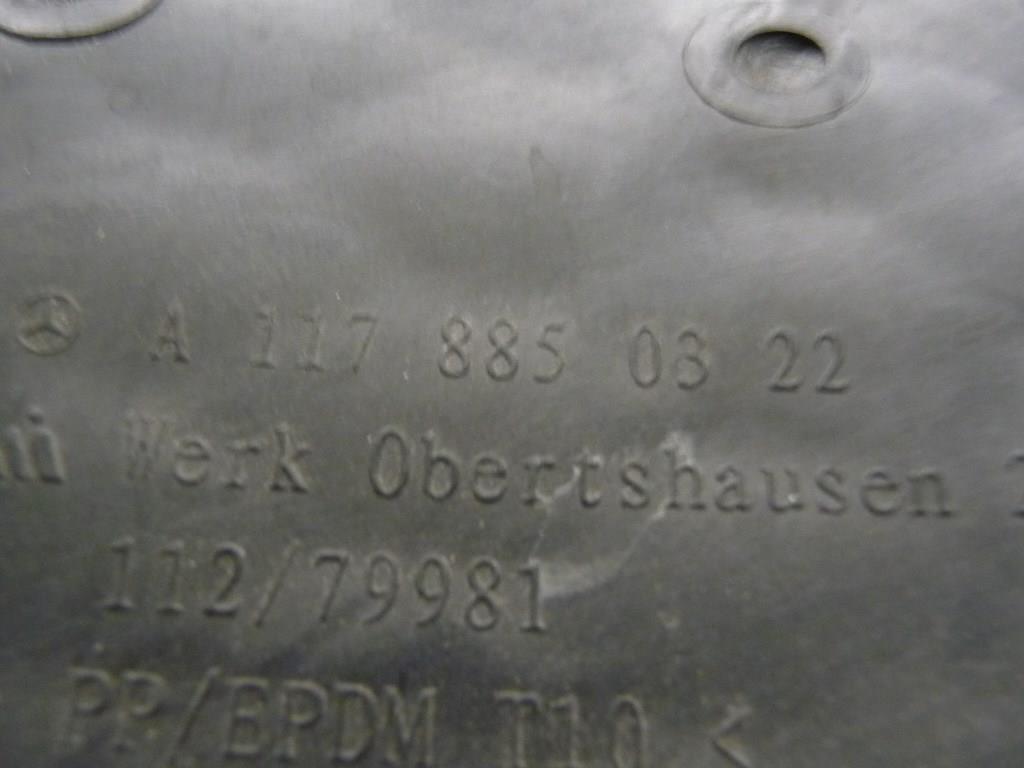 A 117 885 03 22
Werk Obertshausen
112/79981
PP/EPDM T10 <